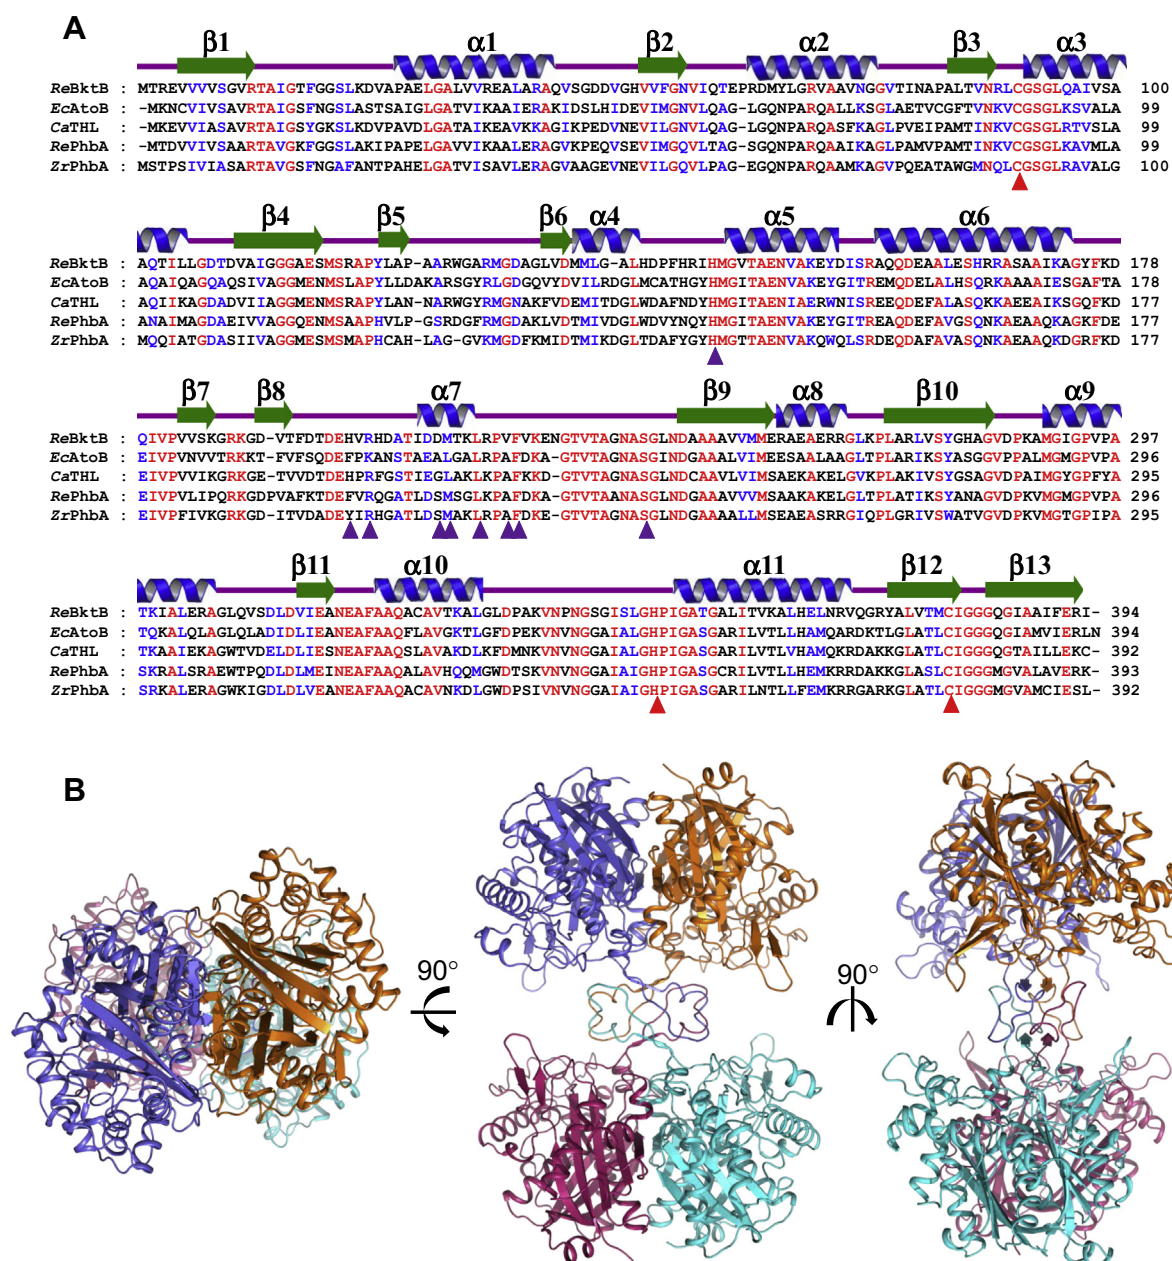 A
β1 α1 β2 α2 β3 α3
ReBktB : MTREVVVVSGVRTAIGTFGGSLKDVAPAELGALVVREALARAQVSGDDVGHVVFGNVIQTEPRDMYLGRVAAVNGGVTINAPALTVNRLCGSGLQAIVSA 100
EcAtoB : -MKNCVIVSAVRTAIGSFNGSLASTSAIGLGATVIKAAIERAKIDSLHIDEVIMGNVLQAG-LGQNPARQALLKSGLAETVCGFTVNKVCGSGLKSVALA 99
CaTHL : -MKEVVIASAVRTAIGSYGKSLKDVPAVDLGATAIKEAVKKAGIKPEDVNEVILGNVLQAG-LGQNPARQASFKAGLPVEIPAMTINKVCGSGLRTVSLA 99
RePhbA : -MTDVVIVSAARTAVGKFGGSLAKIPAPELGAVVIKAALERAGVKPEQVSEVIMGQVLTAG-SGQNPARQAAIKAGLPAMVPAMTINKVCGSGLKAVMLA 99
ZrPhbA : MSTPSIVIASARTAVGSFNGAFANTPAHELGATVISAVLERAGVAAGEVNEVILGQVLPAG-EGQNPARQAAMKAGVPQEATAWGMNQLCGSGLRAVALG 100
β4 β5 β6 α4 α5 α6
ReBktB : AQTILLGDTDVAIGGGAESMSRAPYLAP-AARWGARMGDAGLVDMMLG-ALHDPFHRIHMGVTAENVAKEYDISRAQQDEAALESHRRASAAIKAGYFKD 178
EcAtoB : AQAIQAGQAQSIVAGGMENMSLAPYLLDAKARSGYRLGDGQVYDVILRDGLMCATHGYHMGITAENVAKEYGITREMQDELALHSQRKAAAAIESGAFTA 178
CaTHL : AQIIKAGDADVIIAGGMENMSRAPYLAN-NARWGYRMGNAKFVDEMITDGLWDAFNDYHMGITAENIAERWNISREEQDEFALASQKKAEEAIKSGQFKD 177
RePhbA : ANAIMAGDAEIVVAGGQENMSAAPHVLP-GSRDGFRMGDAKLVDTMIVDGLWDVYNQYHMGITAENVAKEYGITREAQDEFAVGSQNKAEAAQKAGKFDE 177
ZrPhbA : MQQIATGDASIIVAGGMESMSMAPHCAH-LAG-GVKMGDFKMIDTMIKDGLTDAFYGYHMGTTAENVAKQWQLSRDEQDAFAVASQNKAEAAQKDGRFKD 177
β7 β8 α7 β9 α8 β10 α9
ReBktB : QIVPVVSKGRKGD-VTFDTDEHVRHDATIDDMTKLRPVFVKENGTVTAGNASGLNDAAAAVVMMERAEAERRGLKPLARLVSYGHAGVDPKAMGIGPVPA 297
EcAtoB : EIVPVNVVTRKKT-FVFSQDEFPKANSTAEALGALRPAFDKA-GTVTAGNASGINDGAAALVIMEESAALAAGLTPLARIKSYASGGVPPALMGMGPVPA 296
CaTHL : EIVPVVIKGRKGE-TVVDTDEHPRFGSTIEGLAKLKPAFKKD-GTVTAGNASGLNDCAAVLVIMSAEKAKELGVKPLAKIVSYGSAGVDPAIMGYGPFYA 295
RePhbA : EIVPVLIPQRKGDPVAFKTDEFVRQGATLDSMSGLKPAFDKA-GTVTAANASGLNDGAAAVVVMSAAKAKELGLTPLATIKSYANAGVDPKVMGMGPVPA 296
ZrPhbA : EIVPFIVKGRKGD-ITVDADEYIRHGATLDSMAKLRPAFDKE-GTVTAGNASGLNDGAAAALLMSEAEASRRGIQPLGRIVSWATVGVDPKVMGTGPIPA 295
β11 α10 α11 β12 β13
ReBktB : TKIALERAGLQVSDLDVIEANEAFAAQACAVTKALGLDPAKVNPNGSGISLGHPIGATGALITVKALHELNRVQGRYALVTMCIGGGQGIAAIFERI- 394
EcAtoB : TQKALQLAGLQLADIDLIEANEAFAAQFLAVGKTLGFDPEKVNVNGGAIALGHPIGASGARILVTLLHAMQARDKTLGLATLCIGGGQGIAMVIERLN 394
CaTHL : TKAAIEKAGWTVDELDLIESNEAFAAQSLAVAKDLKFDMNKVNVNGGAIALGHPIGASGARILVTLVHAMQKRDAKKGLATLCIGGGQGTAILLEKC- 392
RePhbA : SKRALSRAEWTPQDLDLMEINEAFAAQALAVHQQMGWDTSKVNVNGGAIAIGHPIGASGCRILVTLLHEMKRRDAKKGLASLCIGGGMGVALAVERK- 393
ZrPhbA : SRKALERAGWKIGDLDLVEANEAFAAQACAVNKDLGWDPSIVNVNGGAIAIGHPIGASGARILNTLLFEMKRRGARKGLATLCIGGGMGVAMCIESL- 392
B
90°
90°